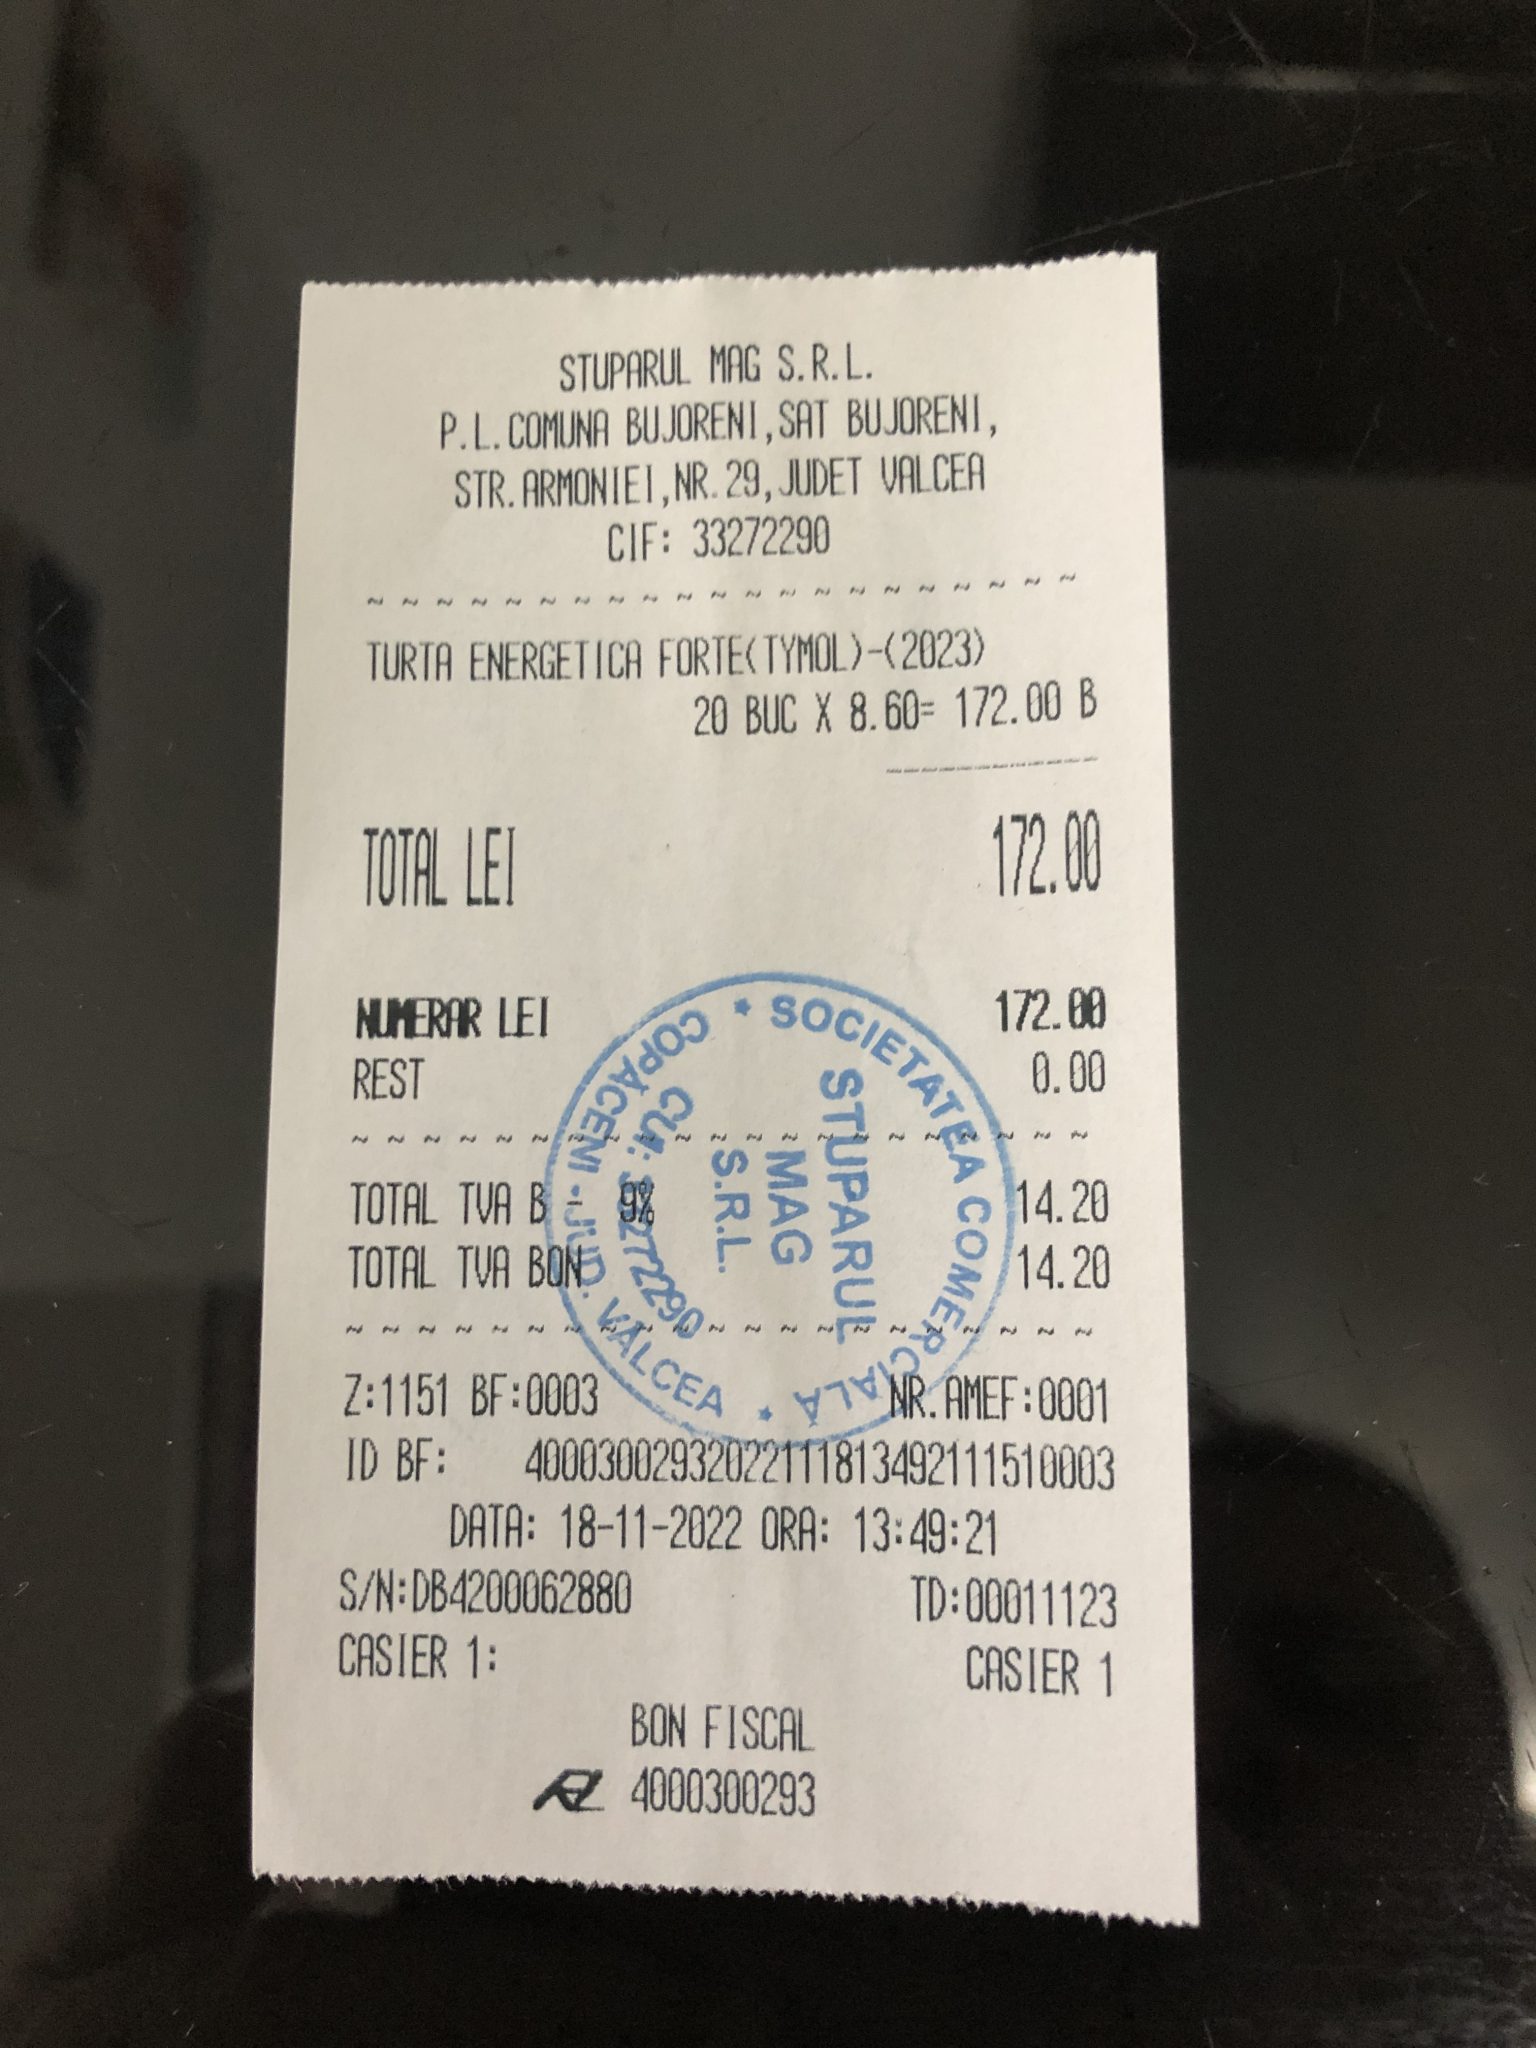 STUPARUL MAG S.R.L.
P.L.COMUNA BUJORENI,SAT BUJORENI,
STR.ARMONIEI,NR.29,JUDET VALCEA
CIF: 33272290
~ ~ ~ ~ ~ ~ ~ ~ ~ ~ ~ ~ ~ ~ ~ ~ ~ ~ ~ ~ ~
TURTA ENERGETICA FORTE(TYMOL)-(2023)
20 BUC X 8.60= 172.00 B
TOTAL LEI 172.00
NUMERAR LEI 172.00
REST 0.00
~ ~ ~ ~ ~ ~ ~ ~ ~ ~ ~ ~ ~ ~ ~ ~ ~ ~ ~ ~ ~
TOTAL TVA B - 9% 14.20
TOTAL TVA BON 14.20
~ ~ ~ ~ ~ ~ ~ ~ ~ ~ ~ ~ ~ ~ ~ ~ ~ ~ ~ ~ ~
Z:1151 BF:0003 NR.AMEF:0001
ID BF: 40003002932022111813492111510003
DATA: 18-11-2022 ORA: 13:49:21
S/N:DB4200062880 TD:00011123
CASIER 1: CASIER 1
BON FISCAL
4000300293
* SOCIETATEA COMERCIALA *
STUPARUL
MAG
S.R.L.
CUI: 33272290
COPĂCENI - JUD. VÂLCEA